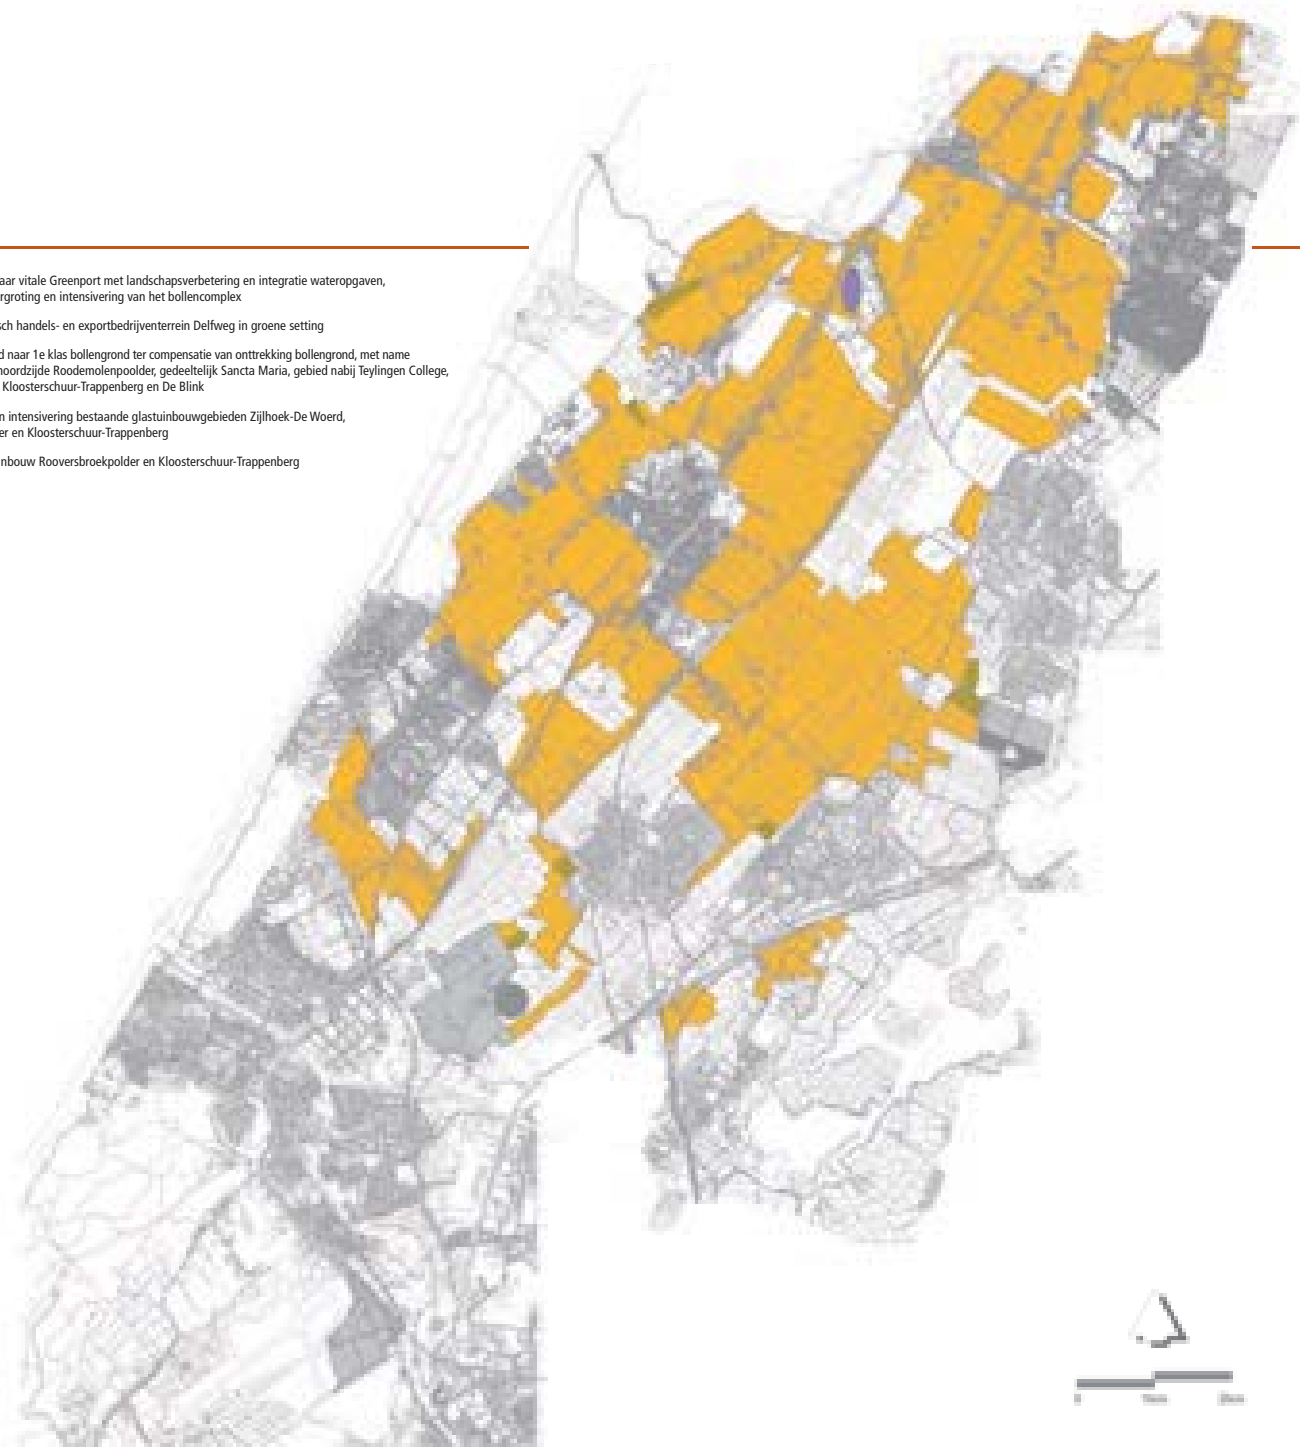 aar vitale Greenport met landschapsverbetering en integratie wateropgaven,
rgroting en intensivering van het bollencomplex
sch handels- en exportbedrijventerrein Delfweg in groene setting
d naar 1e klas bollengrond ter compensatie van onttrekking bollengrond, met name
noordzijde Roodemolenpoolder, gedeeltelijk Sancta Maria, gebied nabij Teylingen College,
Kloosterschuur-Trappenberg en De Blink
n intensivering bestaande glastuinbouwgebieden Zijlhoek-De Woerd,
er en Kloosterschuur-Trappenberg
nbouw Rooversbroekpolder en Kloosterschuur-Trappenberg
0